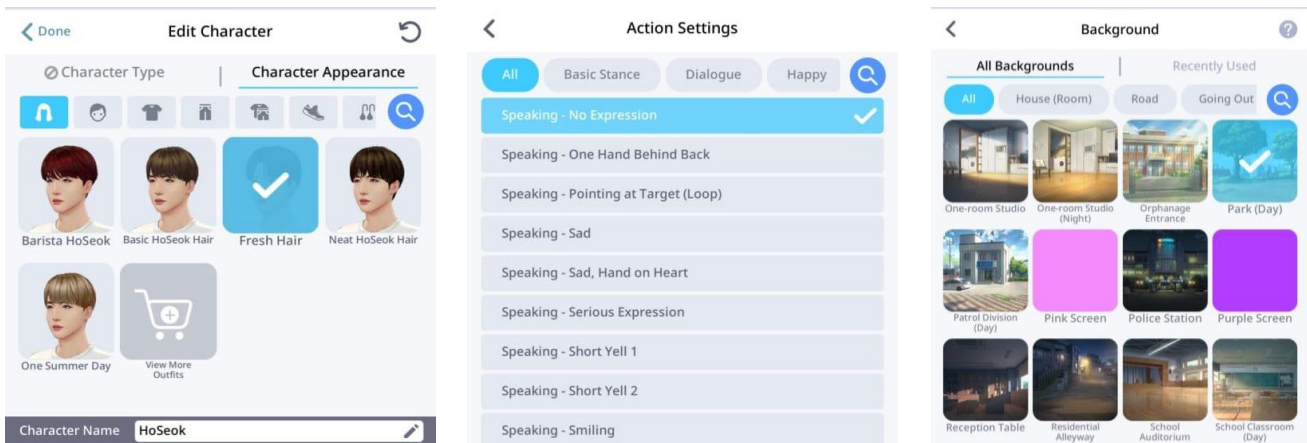 Done
Edit Character
Character Type
Character Appearance
Barista HoSeok
Basic HoSeok Hair
Fresh Hair
Neat HoSeok Hair
One Summer Day
View More
Outfits
Character Name
HoSeok
Action Settings
All
Basic Stance
Dialogue
Happy
Speaking - No Expression
Speaking - One Hand Behind Back
Speaking - Pointing at Target (Loop)
Speaking - Sad
Speaking - Sad, Hand on Heart
Speaking - Serious Expression
Speaking - Short Yell 1
Speaking - Short Yell 2
Speaking - Smiling
Background
All Backgrounds
Recently Used
All
House (Room)
Road
Going Out
One-room Studio
One-room Studio
(Night)
Orphanage
Entrance
Park (Day)
Patrol Division
(Day)
Pink Screen
Police Station
Purple Screen
Reception Table
Residential
Alleyway
School
Auditorium
School Classroom
(Day)